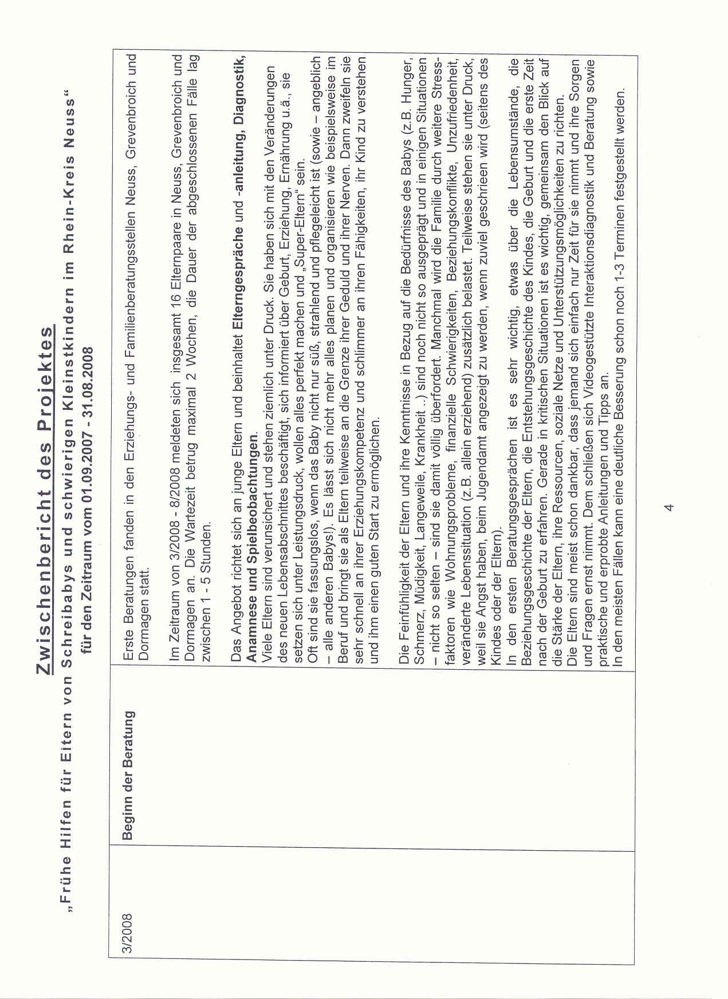 Zwischenbericht des Projektes
„Frühe Hilfen für Eltern von Schreibabys und schwierigen Kleinstkindern im Rhein-Kreis Neuss“
für den Zeitraum vom 01.09.2007 - 31.08.2008
3/2008
Beginn der Beratung
Erste Beratungen fanden in den Erziehungs- und Familienberatungsstellen Neuss, Grevenbroich und
Dormagen statt.
Im Zeitraum von 3/2008 - 8/2008 meldeten sich insgesamt 16 Elternpaare in Neuss, Grevenbroich und
Dormagen an. Die Wartezeit betrug maximal 2 Wochen, die Dauer der abgeschlossenen Fälle lag
zwischen 1 - 5 Stunden.
Das Angebot richtet sich an junge Eltern und beinhaltet Elterngespräche und -anleitung, Diagnostik,
Anamnese und Spielbeobachtungen.
Viele Eltern sind verunsichert und stehen ziemlich unter Druck. Sie haben sich mit den Veränderungen
des neuen Lebensabschnittes beschäftigt, sich informiert über Geburt, Erziehung, Ernährung u.ä., sie
setzen sich unter Leistungsdruck, wollen alles perfekt machen und „Super-Eltern“ sein.
Oft sind sie fassungslos, wenn das Baby nicht nur süß, strahlend und pflegeleicht ist (sowie – angeblich
– alle anderen Babys!). Es lässt sich nicht mehr alles planen und organisieren wie beispielsweise im
Beruf und bringt sie als Eltern teilweise an die Grenze ihrer Geduld und ihrer Nerven. Dann zweifeln sie
sehr schnell an ihrer Erziehungskompetenz und schlimmer an ihren Fähigkeiten, ihr Kind zu verstehen
und ihm einen guten Start zu ermöglichen.
Die Feinfühligkeit der Eltern und ihre Kenntnisse in Bezug auf die Bedürfnisse des Babys (z.B. Hunger,
Schmerz, Müdigkeit, Langeweile, Krankheit ..) sind noch nicht so ausgeprägt und in einigen Situationen
– nicht so selten – sind sie damit völlig überfordert. Manchmal wird die Familie durch weitere Stress-
faktoren wie Wohnungsprobleme, finanzielle Schwierigkeiten, Beziehungskonflikte, Unzufriedenheit,
veränderte Lebenssituation (z.B. allein erziehend) zusätzlich belastet. Teilweise stehen sie unter Druck,
weil sie Angst haben, beim Jugendamt angezeigt zu werden, wenn zuviel geschrieen wird (seitens des
Kindes oder der Eltern).
In den ersten Beratungsgesprächen ist es sehr wichtig, etwas über die Lebensumstände, die
Beziehungsgeschichte der Eltern, die Entstehungsgeschichte des Kindes, die Geburt und die erste Zeit
nach der Geburt zu erfahren. Gerade in kritischen Situationen ist es wichtig, gemeinsam den Blick auf
die Stärke der Eltern, ihre Ressourcen, soziale Netze und Unterstützungsmöglichkeiten zu richten.
Die Eltern sind meist schon dankbar, dass jemand sich einfach nur Zeit für sie nimmt und ihre Sorgen
und Fragen ernst nimmt. Dem schließen sich Videogestützte Interaktionsdiagnostik und Beratung sowie
praktische und erprobte Anleitungen und Tipps an.
In den meisten Fällen kann eine deutliche Besserung schon noch 1-3 Terminen festgestellt werden.
4